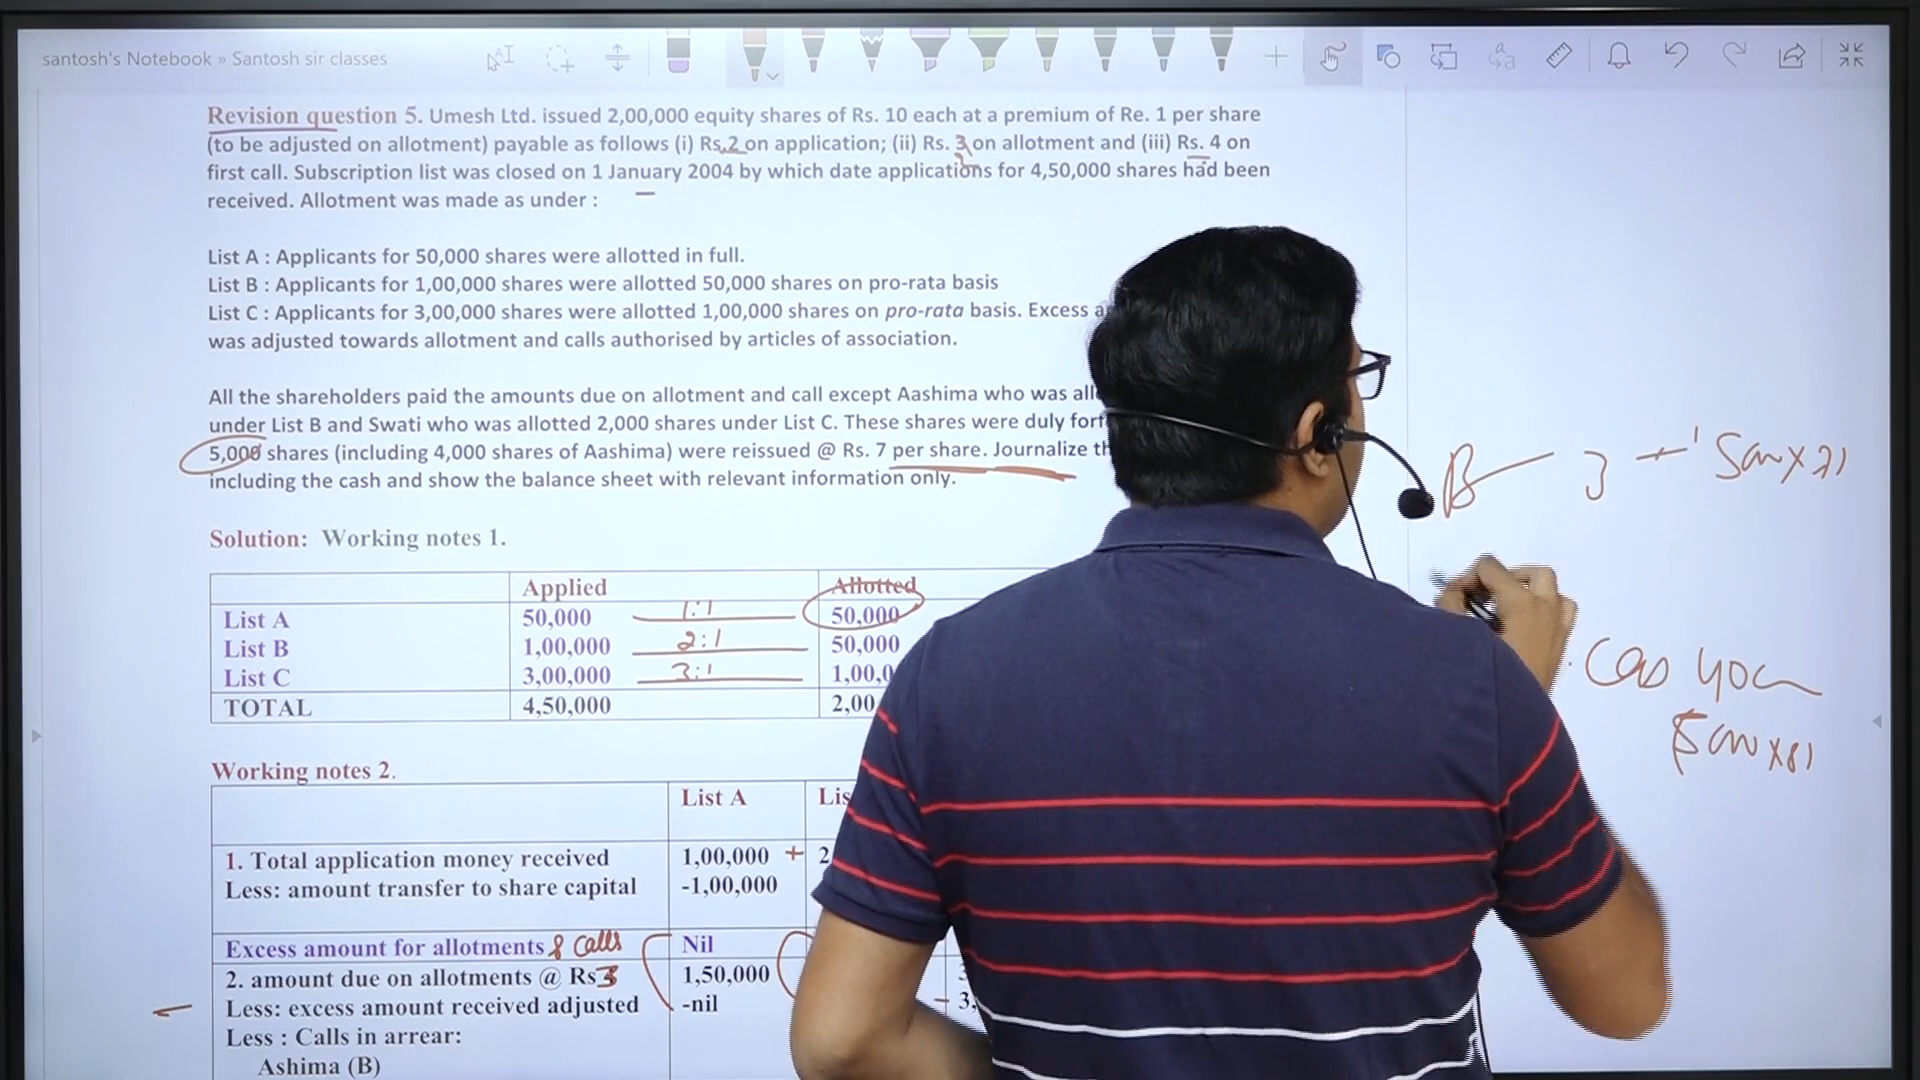 santosh's Notebook » Santosh sir classes
Revision question 5. Umesh Ltd. issued 2,00,000 equity shares of Rs. 10 each at a premium of Re. 1 per share
(to be adjusted on allotment) payable as follows (i) Rs.2 on application; (ii) Rs. 3 on allotment and (iii) Rs. 4 on
first call. Subscription list was closed on 1 January 2004 by which date applications for 4,50,000 shares had been
received. Allotment was made as under :
List A : Applicants for 50,000 shares were allotted in full.
List B : Applicants for 1,00,000 shares were allotted 50,000 shares on pro-rata basis
List C : Applicants for 3,00,000 shares were allotted 1,00,000 shares on pro-rata basis. Excess
was adjusted towards allotment and calls authorised by articles of association.
All the shareholders paid the amounts due on allotment and call except Aashima who was
under List B and Swati who was allotted 2,000 shares under List C. These shares were duly
5,000 shares (including 4,000 shares of Aashima) were reissued @ Rs. 7 per share. Journalize
including the cash and show the balance sheet with relevant information only.
B 3
Solution: Working notes 1.
Applied Allotted
List A 50,000 1:1 50,000
List B 1,00,000 2:1 50,000
List C 3,00,000 3:1 1,00,0
TOTAL 4,50,000 2,00
Working notes 2.
List A Lis
1. Total application money received 1,00,000 + 2
Less: amount transfer to share capital -1,00,000
Excess amount for allotments & Calls Nil
2. amount due on allotments @ Rs3 1,50,000
Less: excess amount received adjusted -nil - 3,
Less : Calls in arrear:
Ashima (B)